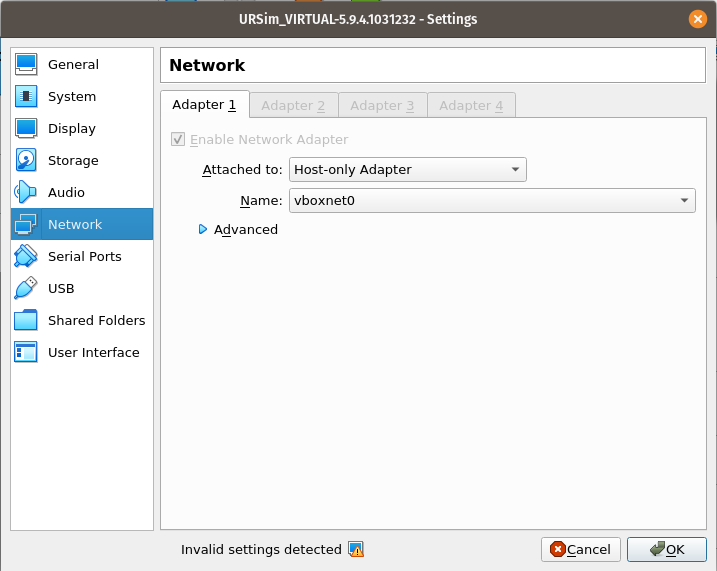 URSim_VIRTUAL-5.9.4.1031232 - Settings
General
System
Display
Storage
Audio
Network
Serial Ports
USB
Shared Folders
User Interface
Network
Adapter 1 Adapter 2 Adapter 3 Adapter 4
Enable Network Adapter
Attached to: Host-only Adapter
Name: vboxnet0
Advanced
Invalid settings detected Cancel OK